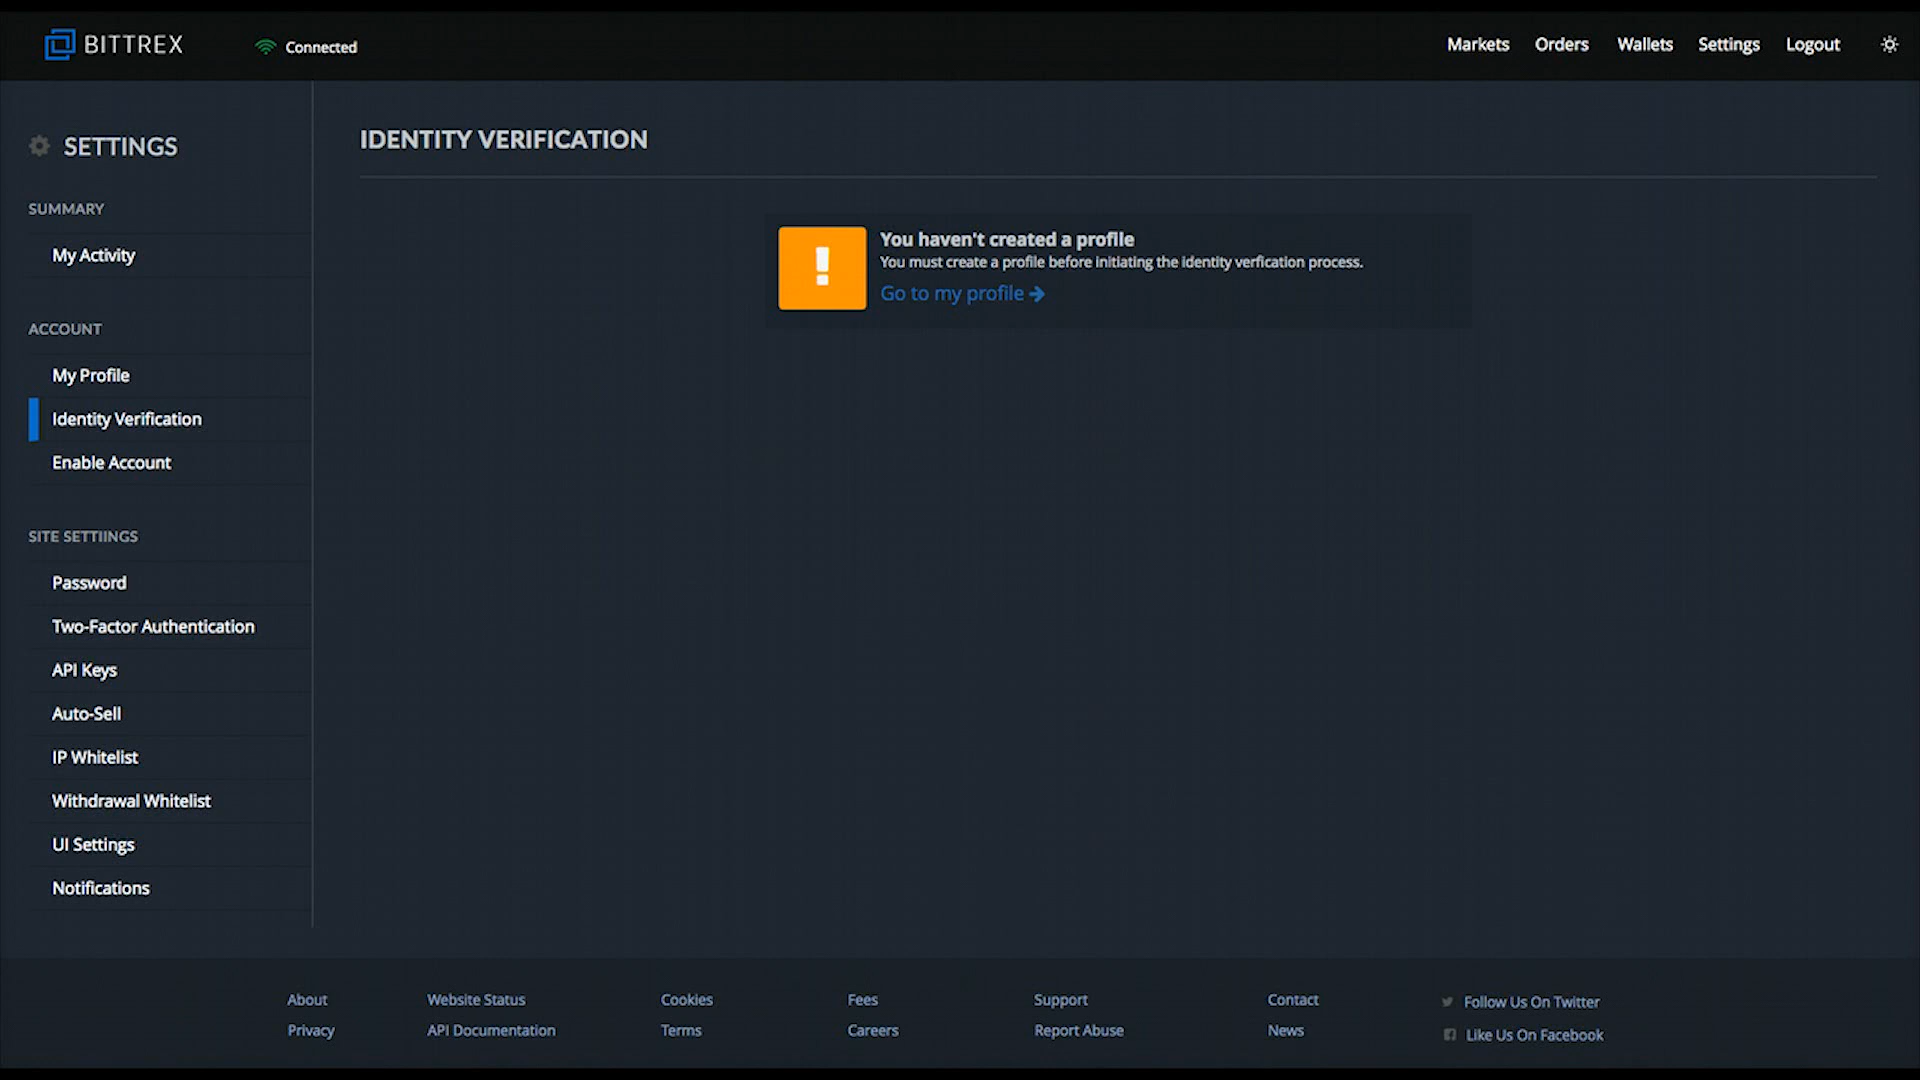 BITTREX
Connected
Markets Orders Wallets Settings Logout
SETTINGS
SUMMARY
My Activity
ACCOUNT
My Profile
Identity Verification
Enable Account
SITE SETTIINGS
Password
Two-Factor Authentication
API Keys
Auto-Sell
IP Whitelist
Withdrawal Whitelist
UI Settings
Notifications
IDENTITY VERIFICATION
You haven't created a profile
You must create a profile before initiating the identity verfication process.
Go to my profile
About Website Status Cookies Fees Support Contact Follow Us On Twitter
Privacy API Documentation Terms Careers Report Abuse News Like Us On Facebook